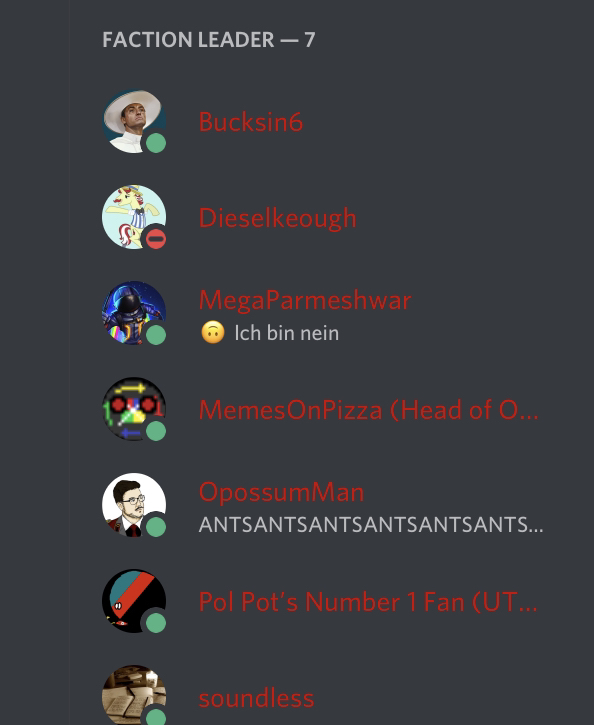 FACTION LEADER — 7
Bucksin6
Dieselkeough
MegaParmeshwar
🙃 Ich bin nein
MemesOnPizza (Head of O...
OpossumMan
ANTSANTSANTSANTSANTSANTS...
Pol Pot's Number 1 Fan (UT...
soundless